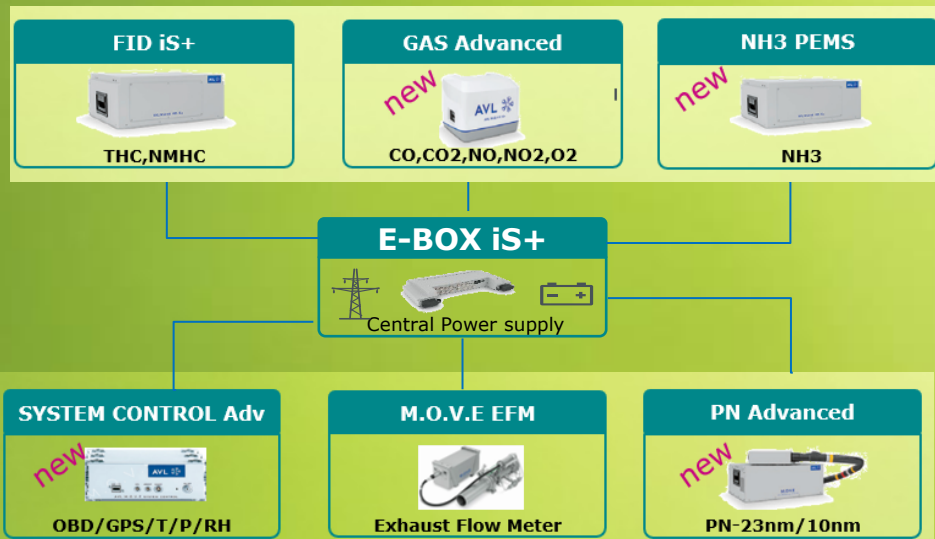 FID iS+
GAS Advanced
NH3 PEMS
new
AVL
new
AVL
AVL
THC,NMHC
CO,CO2,NO,NO2,O2
NH3
E-BOX iS+
Central Power supply
SYSTEM CONTROL Adv
M.O.V.E EFM
PN Advanced
new
AVL
new
OBD/GPS/T/P/RH
Exhaust Flow Meter
PN-23nm/10nm